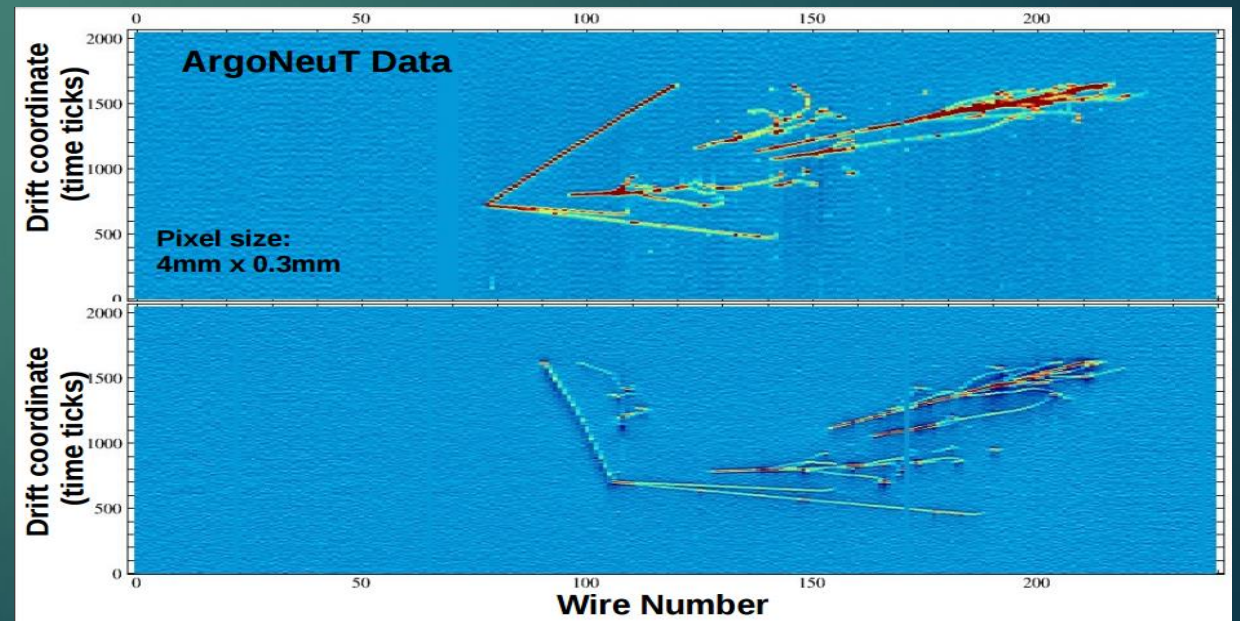 0 50 100 150 200
2000
1500
1000
500
0
Drift coordinate
(time ticks)
ArgoNeuT Data
Pixel size:
4mm x 0.3mm
2000
1500
1000
500
0
Drift coordinate
(time ticks)
0 50 100 150 200
Wire Number